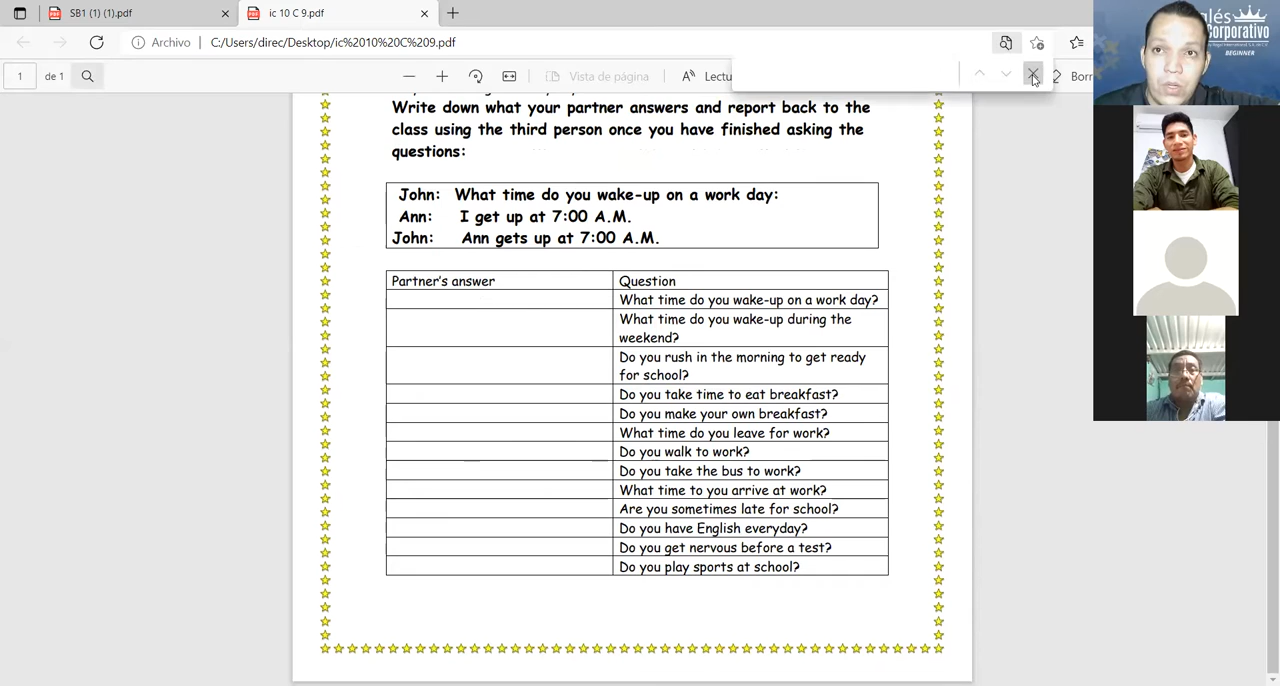 SB1 (1) (1).pdf
ic 10 C 9.pdf
Archivo
C:/Users/direc/Desktop/ic%2010%20C%209.pdf
1 de 1
Vista de página
Lectu
Borr
Write down what your partner answers and report back to the
class using the third person once you have finished asking the
questions:
John: What time do you wake-up on a work day:
Ann: I get up at 7:00 A.M.
John: Ann gets up at 7:00 A.M.
Partner's answer
Question
What time do you wake-up on a work day?
What time do you wake-up during the
weekend?
Do you rush in the morning to get ready
for school?
Do you take time to eat breakfast?
Do you make your own breakfast?
What time do you leave for work?
Do you walk to work?
Do you take the bus to work?
What time to you arrive at work?
Are you sometimes late for school?
Do you have English everyday?
Do you get nervous before a test?
Do you play sports at school?
glés
Corporativo
BEGINNER